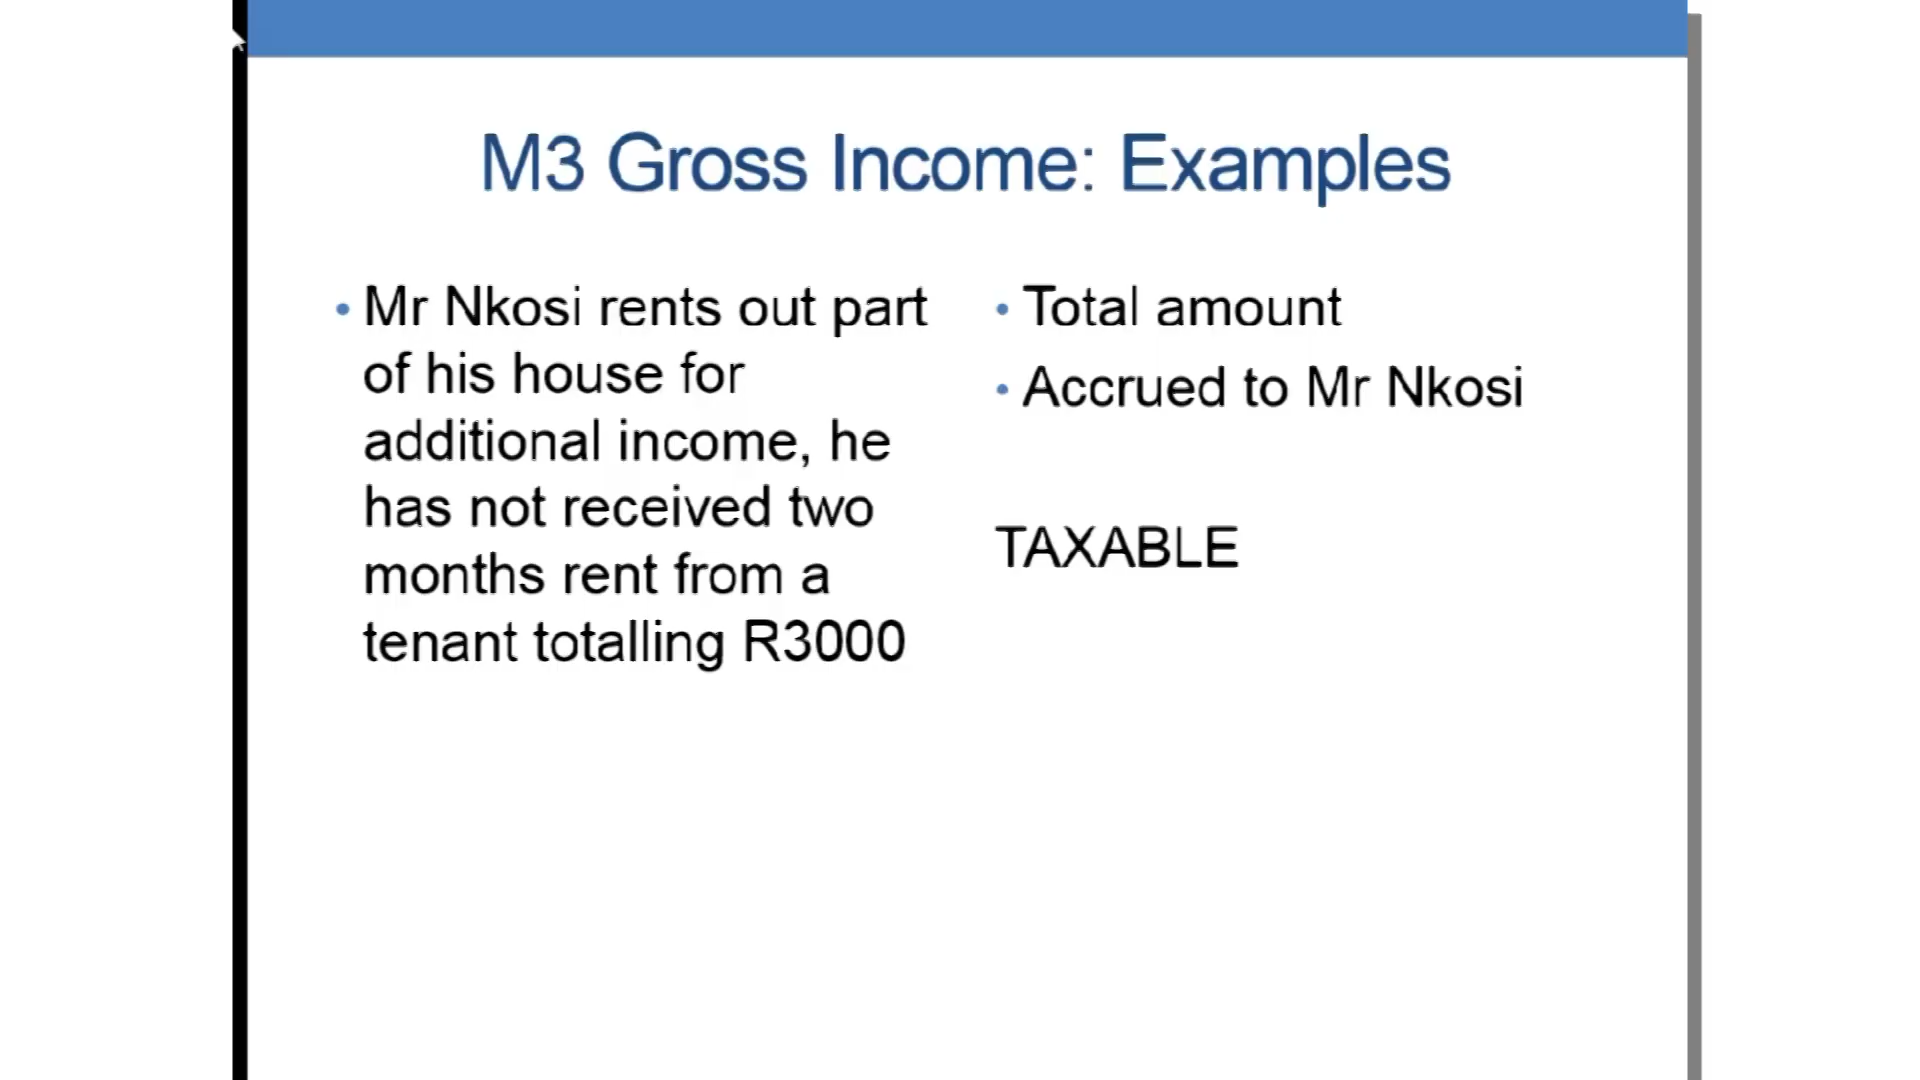 M3 Gross Income: Examples
• Mr Nkosi rents out part
of his house for
additional income, he
has not received two
months rent from a
tenant totalling R3000
• Total amount
• Accrued to Mr Nkosi
TAXABLE